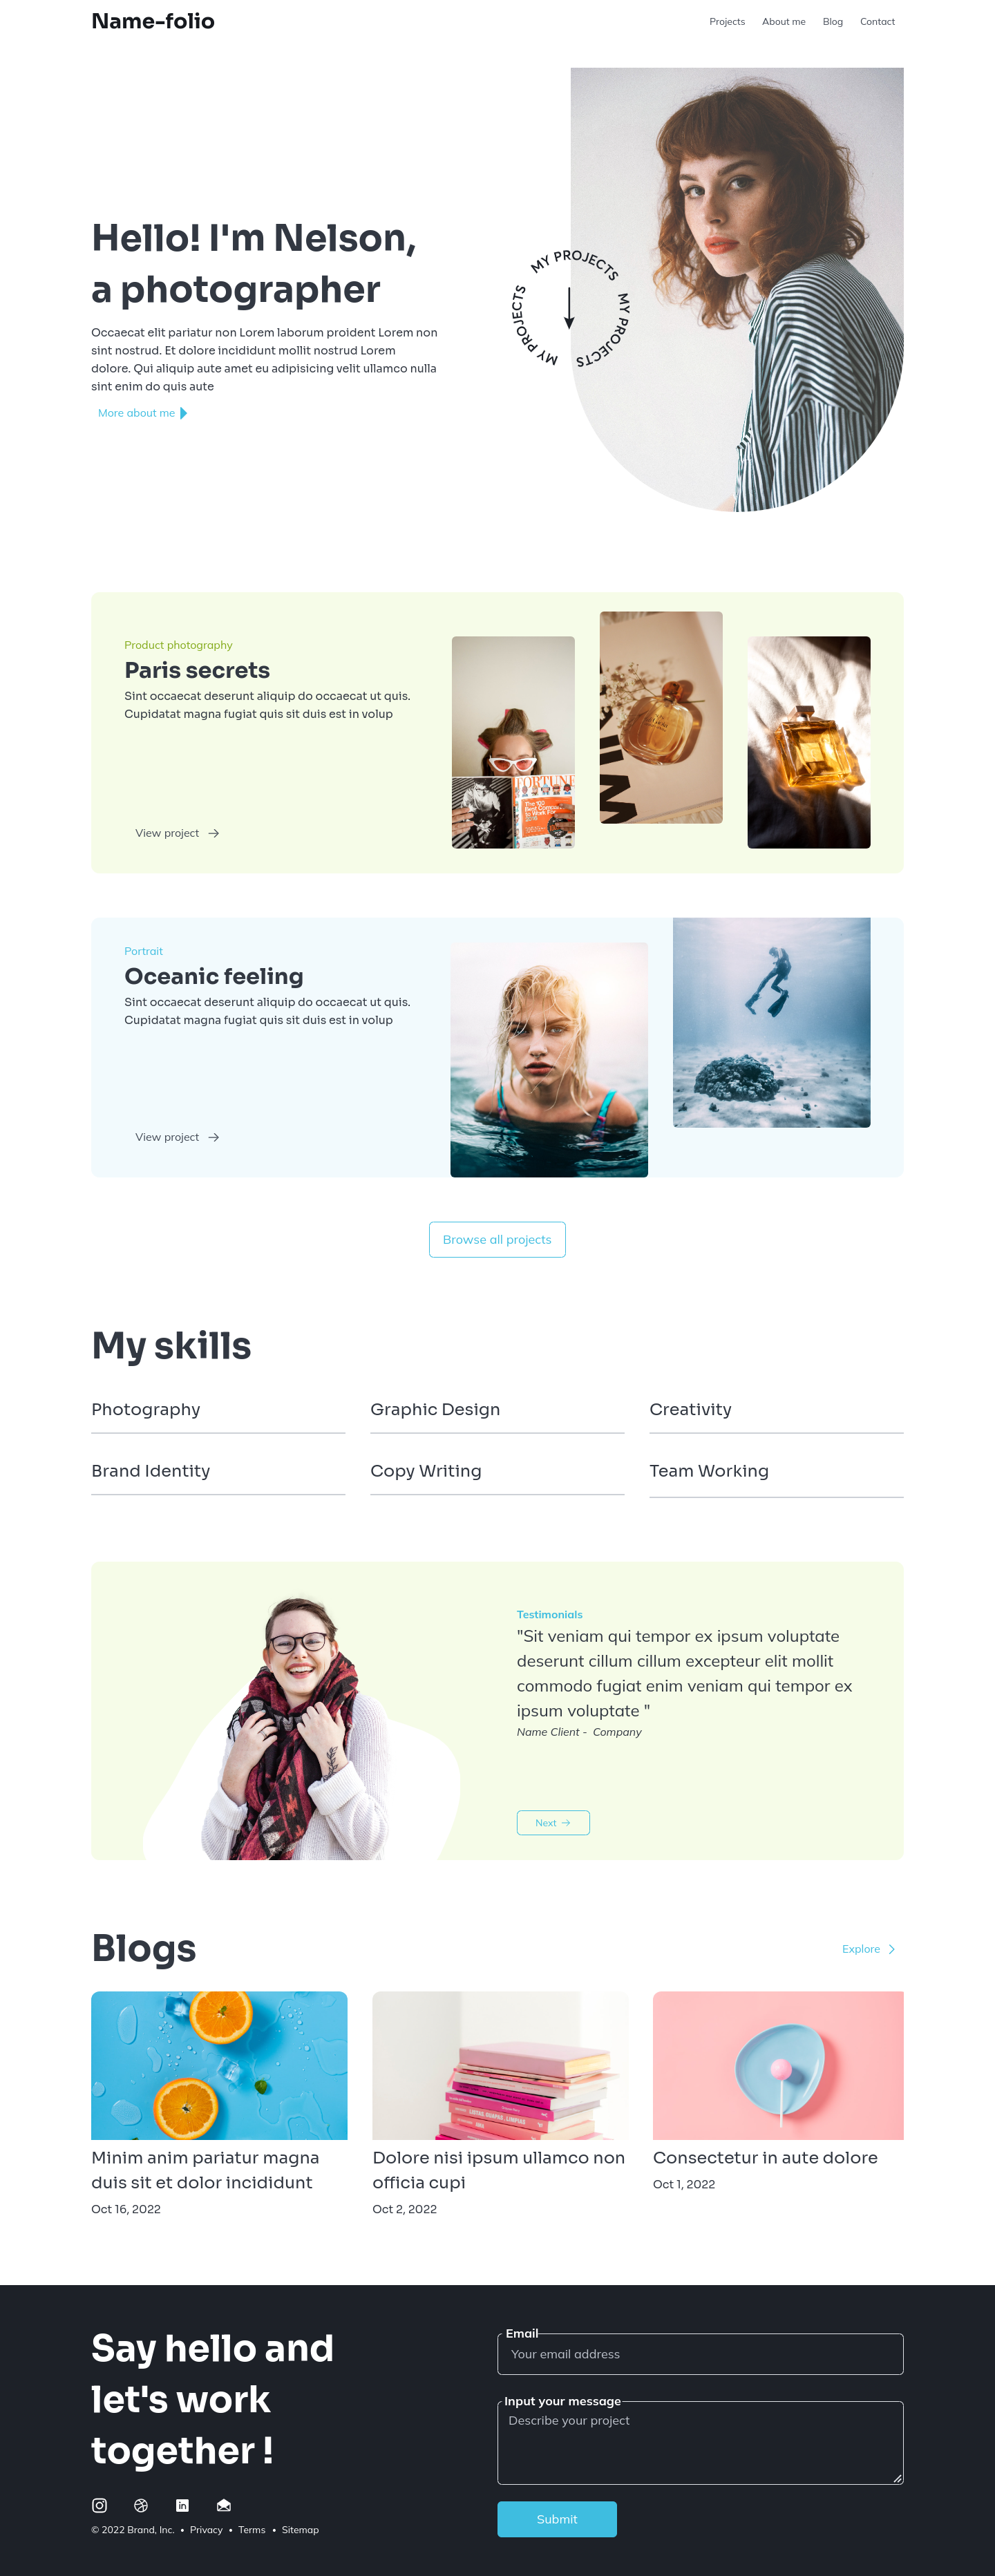 Name-folio
Projects
About me
Blog
Contact
Hello! I'm Nelson,
a photographer
Occaecat elit pariatur non Lorem laborum proident Lorem non
sint nostrud. Et dolore incididunt mollit nostrud Lorem
dolore. Qui aliquip aute amet eu adipisicing velit ullamco nulla
sint enim do quis aute
More about me
MY PROJECTS
MY PROJECTS
MY PROJECTS
Product photography
Paris secrets
Sint occaecat deserunt aliquip do occaecat ut quis.
Cupidatat magna fugiat quis sit duis est in volup
View project
FORTUNE
Portrait
Oceanic feeling
Sint occaecat deserunt aliquip do occaecat ut quis.
Cupidatat magna fugiat quis sit duis est in volup
View project
Browse all projects
My skills
Photography
Graphic Design
Creativity
Brand Identity
Copy Writing
Team Working
Testimonials
"Sit veniam qui tempor ex ipsum voluptate
deserunt cillum cillum excepteur elit mollit
commodo fugiat enim veniam qui tempor ex
ipsum voluptate "
Name Client - Company
Next
Blogs
Explore
Minim anim pariatur magna
duis sit et dolor incididunt
Oct 16, 2022
Dolore nisi ipsum ullamco non
officia cupi
Oct 2, 2022
Consectetur in aute dolore
Oct 1, 2022
Say hello and
let's work
together !
© 2022 Brand, Inc. • Privacy • Terms • Sitemap
Email
Your email address
Input your message
Describe your project
Submit